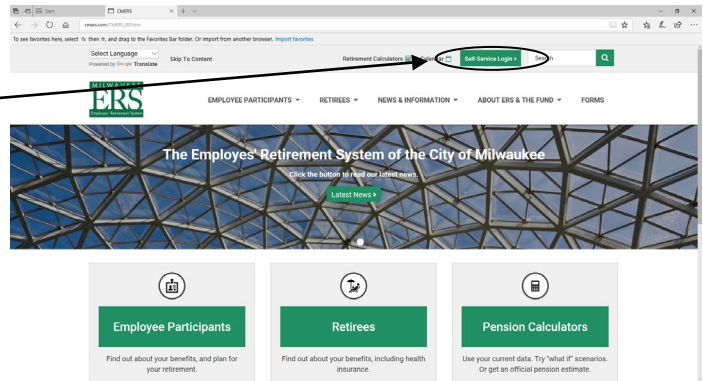 Start
CMERS
cmers.com/CMERS_RD.htm
To see favorites here, select ☆ then ☆, and drag to the Favorites Bar folder. Or import from another browser. Import favorites
Select Language
Powered by Google Translate
Skip To Content
Retirement Calculators
Calendar
Self-Service Login
Search
MILWAUKEE
ERS
Employes' Retirement System
EMPLOYEE PARTICIPANTS
RETIREES
NEWS & INFORMATION
ABOUT ERS & THE FUND
FORMS
The Employes' Retirement System of the City of Milwaukee
Click the button to read our latest news.
Latest News
Employee Participants
Find out about your benefits, and plan for
your retirement.
Retirees
Find out about your benefits, including health
insurance.
Pension Calculators
Use your current data. Try "what if" scenarios.
Or get an official pension estimate.